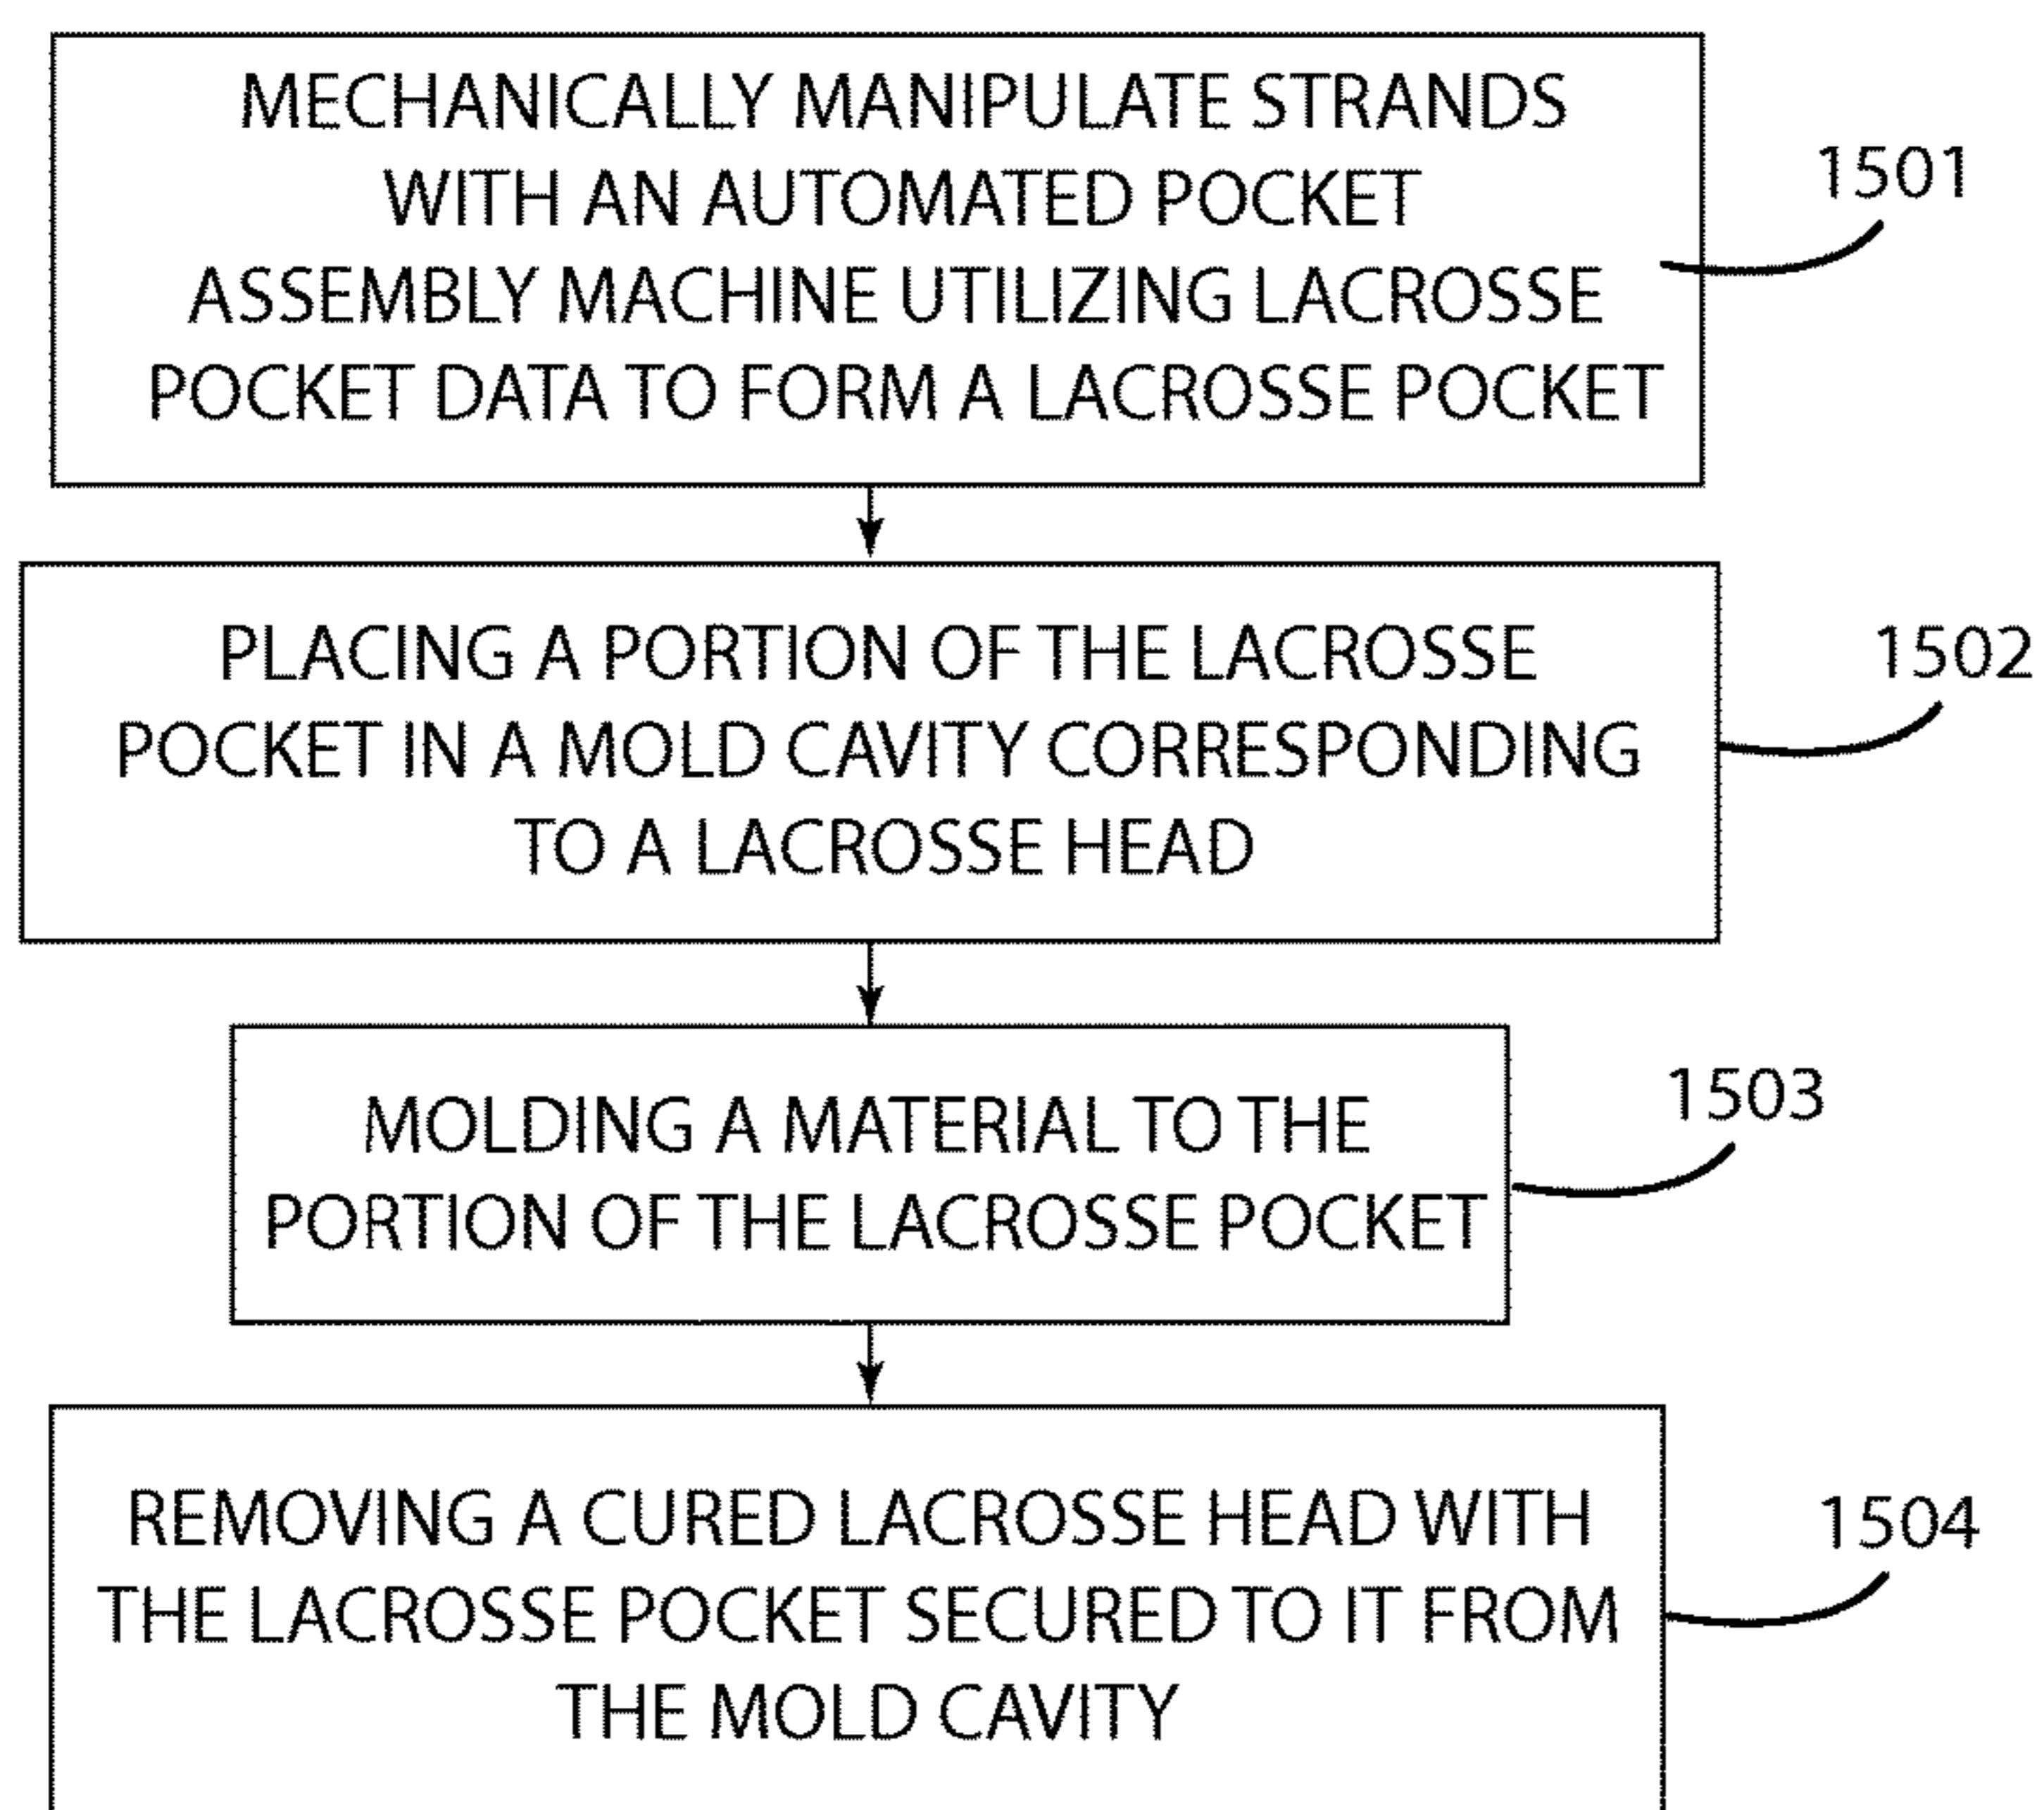 MECHANICALLY MANIPULATE STRANDS
WITH AN AUTOMATED POCKET
ASSEMBLY MACHINE UTILIZING LACROSSE
POCKET DATA TO FORM A LACROSSE POCKET
1501
PLACING A PORTION OF THE LACROSSE
POCKET IN A MOLD CAVITY CORRESPONDING
TO A LACROSSE HEAD
1502
MOLDING A MATERIAL TO THE
PORTION OF THE LACROSSE POCKET
1503
REMOVING A CURED LACROSSE HEAD WITH
THE LACROSSE POCKET SECURED TO IT FROM
THE MOLD CAVITY
1504